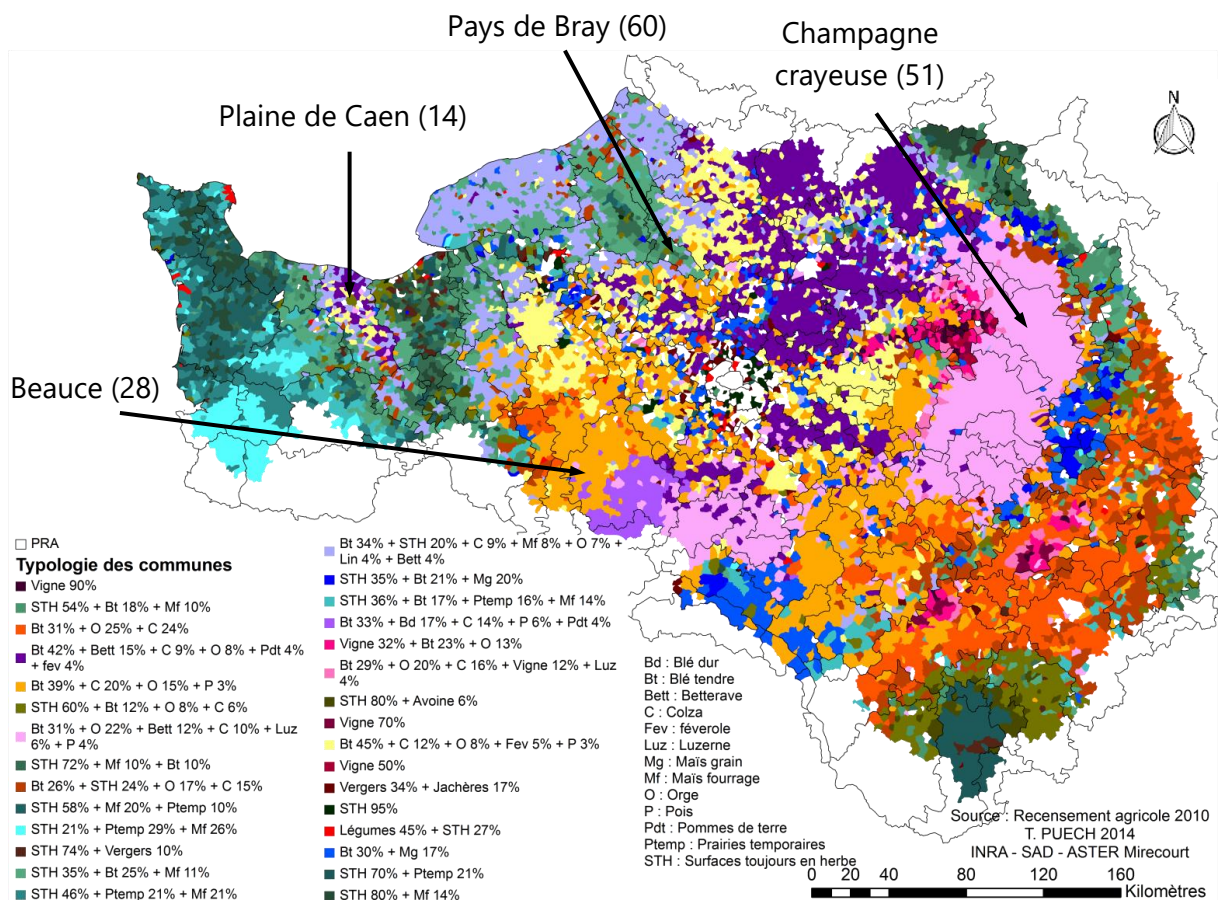 Pays de Bray (60)
Champagne
crayeuse (51)
Plaine de Caen (14)
N
Beauce (28)
PRA
Typologie des communes
Vigne 90%
STH 54% + Bt 18% + Mf 10%
Bt 31% + O 25% + C 24%
Bt 42% + Bett 15% + C 9% + O 8% + Pdt 4%
+ fev 4%
Bt 39% + C 20% + O 15% + P 3%
STH 60% + Bt 12% + O 8% + C 6%
Bt 31% + O 22% + Bett 12% + C 10% + Luz
6% + P 4%
STH 72% + Mf 10% + Bt 10%
Bt 26% + STH 24% + O 17% + C 15%
STH 58% + Mf 20% + Ptemp 10%
STH 21% + Ptemp 29% + Mf 26%
STH 74% + Vergers 10%
STH 35% + Bt 25% + Mf 11%
STH 46% + Ptemp 21% + Mf 21%
Bt 34% + STH 20% + C 9% + Mf 8% + O 7% +
Lin 4% + Bett 4%
STH 35% + Bt 21% + Mg 20%
STH 36% + Bt 17% + Ptemp 16% + Mf 14%
Bt 33% + Bd 17% + C 14% + P 6% + Pdt 4%
Vigne 32% + Bt 23% + O 13%
Bt 29% + O 20% + C 16% + Vigne 12% + Luz
4%
STH 80% + Avoine 6%
Vigne 70%
Bt 45% + C 12% + O 8% + Fev 5% + P 3%
Vigne 50%
Vergers 34% + Jachères 17%
STH 95%
Légumes 45% + STH 27%
Bt 30% + Mg 17%
STH 70% + Ptemp 21%
STH 80% + Mf 14%
Bd : Blé dur
Bt : Blé tendre
Bett : Betterave
C : Colza
Fev : féverole
Luz : Luzerne
Mg : Maïs grain
Mf : Maïs fourrage
O : Orge
P : Pois
Pdt : Pommes de terre
Ptemp : Prairies temporaires
STH : Surfaces toujours en herbe
Source : Recensement agricole 2010
T. PUECH 2014
INRA - SAD - ASTER Mirecourt
0 20 40 80 120 160
Kilomètres